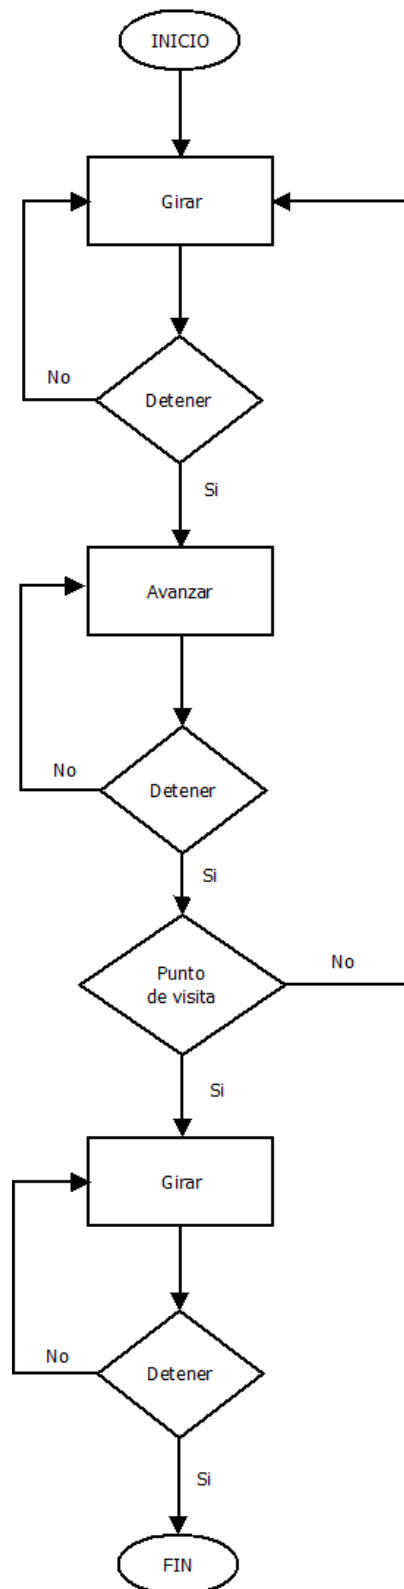 INICIO
Girar
No
Detener
Si
Avanzar
No
Detener
Si
Punto
de visita
No
Si
Girar
No
Detener
Si
FIN